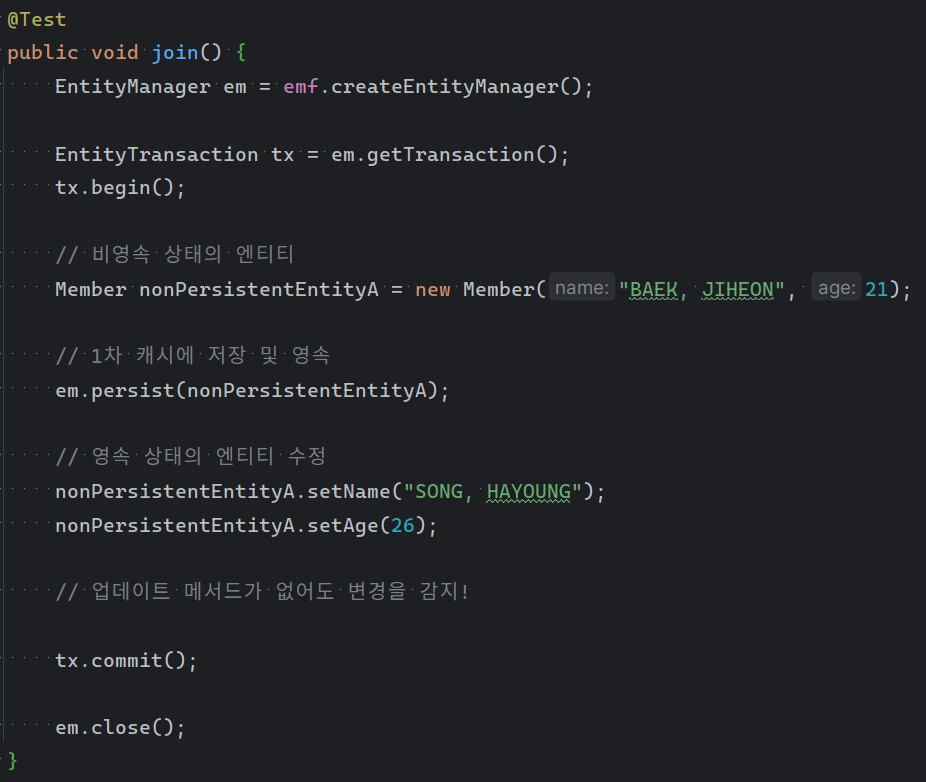 @Test
public void join() {
EntityManager em = emf.createEntityManager();
EntityTransaction tx = em.getTransaction();
tx.begin();
// 비영속 상태의 엔티티
Member nonPersistentEntityA = new Member( name: "BAEK, JIHEON", age: 21);
// 1차 캐시에 저장 및 영속
em.persist(nonPersistentEntityA);
// 영속 상태의 엔티티 수정
nonPersistentEntityA.setName("SONG, HAYOUNG");
nonPersistentEntityA.setAge(26);
// 업데이트 메서드가 없어도 변경을 감지!
tx.commit();
em.close();
}